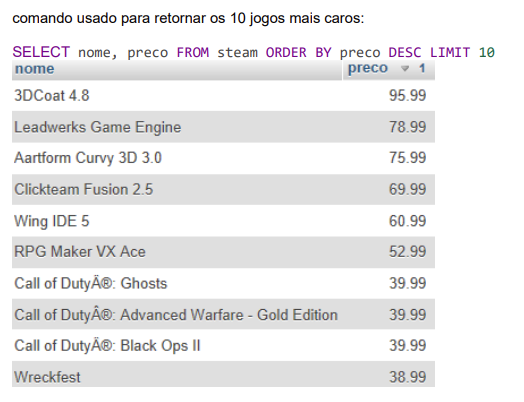 comando usado para retornar os 10 jogos mais caros:
SELECT nome, preco FROM steam ORDER BY preco DESC LIMIT 10
nome preco 1
3DCoat 4.8 95.99
Leadwerks Game Engine 78.99
Aartform Curvy 3D 3.0 75.99
Clickteam Fusion 2.5 69.99
Wing IDE 5 60.99
RPG Maker VX Ace 52.99
Call of DutyÂ®: Ghosts 39.99
Call of DutyÂ®: Advanced Warfare - Gold Edition 39.99
Call of DutyÂ®: Black Ops II 39.99
Wreckfest 38.99